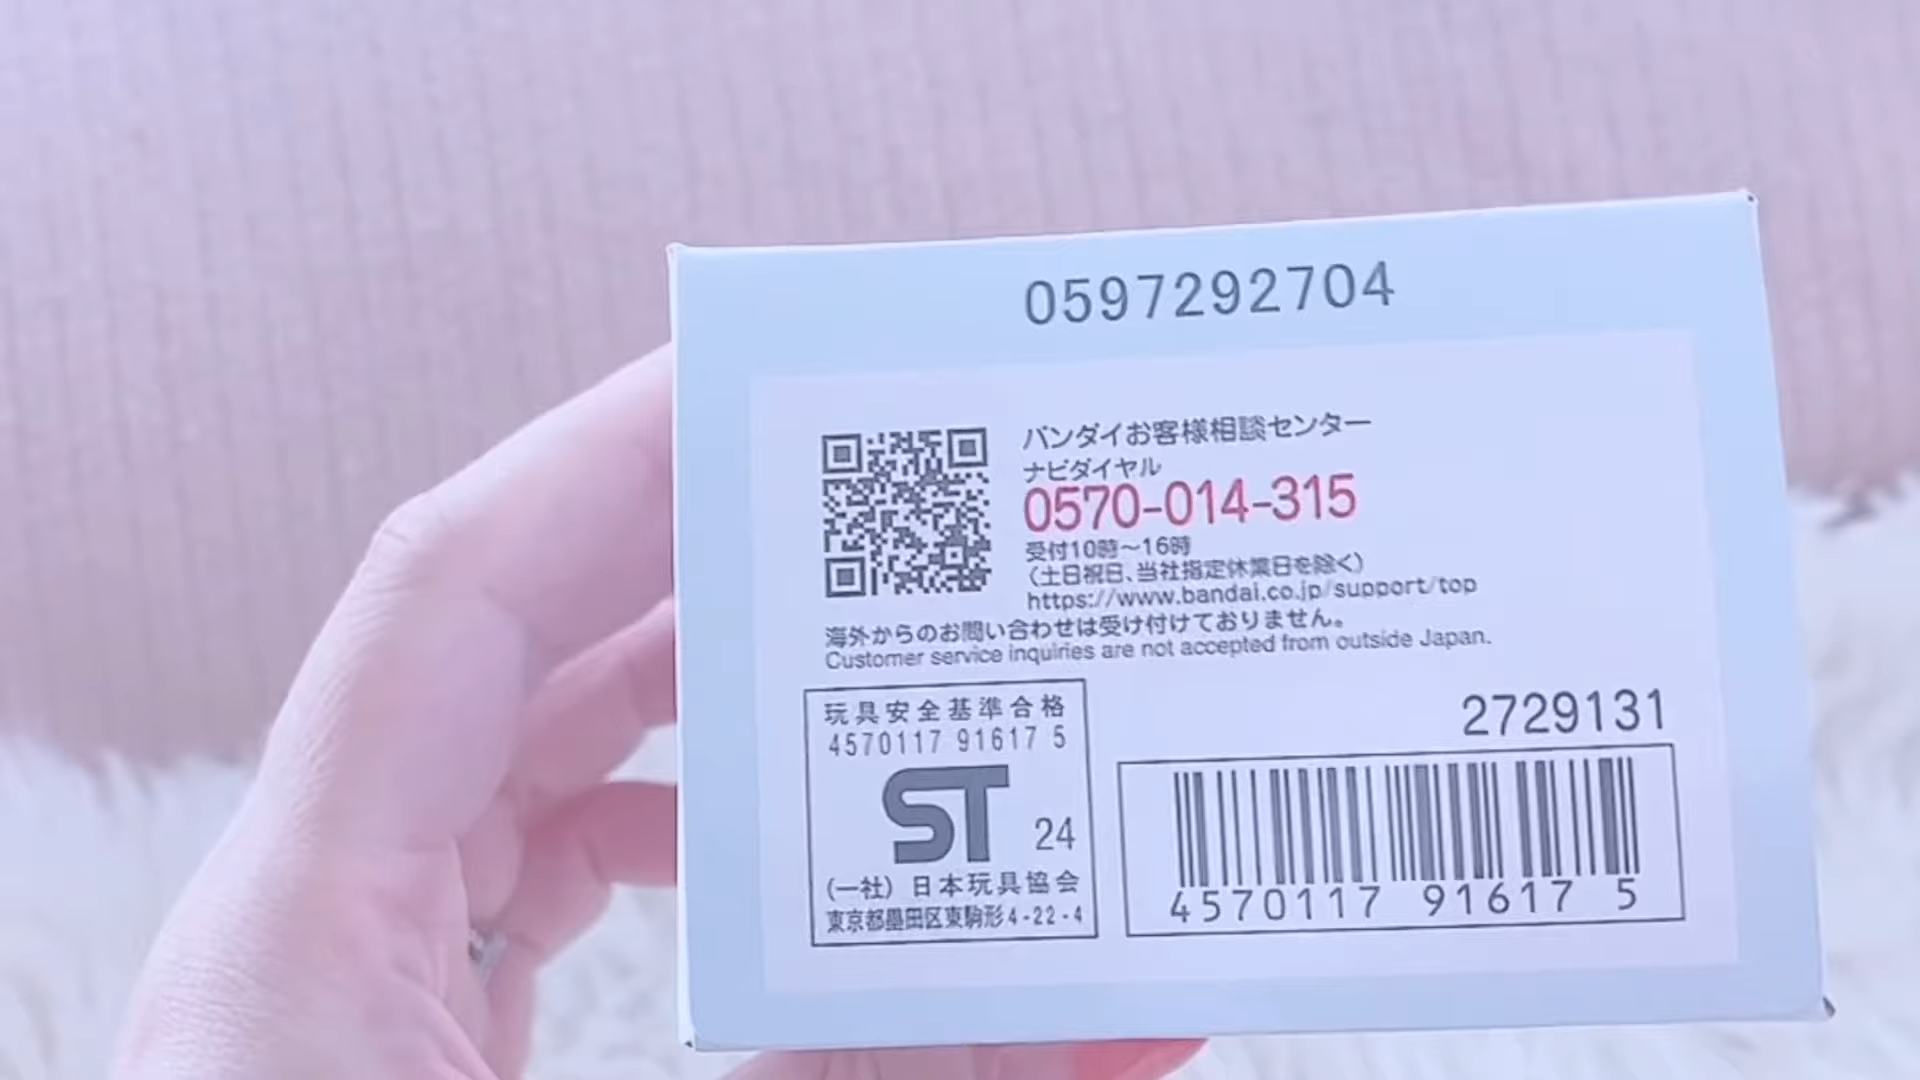 0597292704
バンダイお客様相談センター
ナビダイヤル
0570-014-315
受付10時〜16時
(土日祝日、当社指定休業日を除く)
https://www.bandai.co.jp/support/top
海外からのお問い合わせは受け付けておりません。
Customer service inquiries are not accepted from outside Japan.
玩具安全基準合格
4570117 91617 5
ST 24
(一社) 日本玩具協会
東京都墨田区東駒形4-22-4
2729131
4570117 91617 5